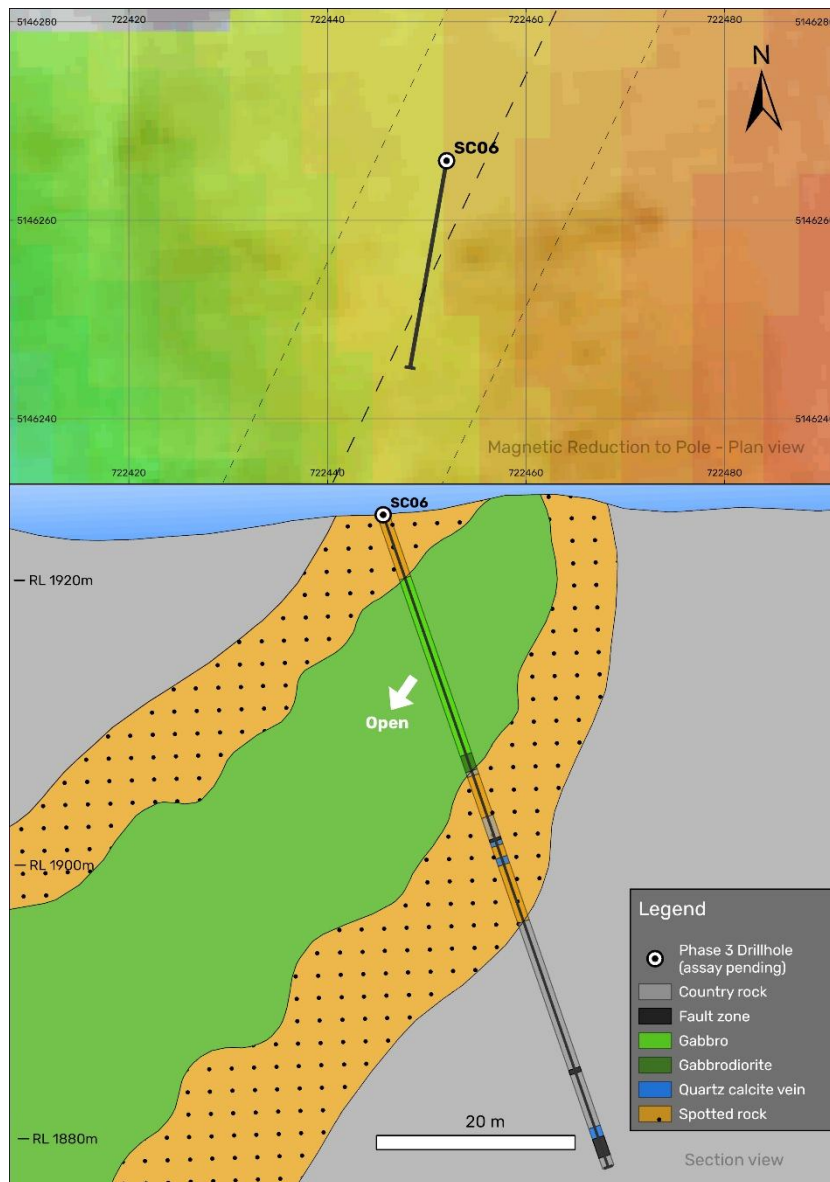 722420
722440
722460
722480
5146280
5146280
N
SC06
5146260
5146260
5146240
5146240
Magnetic Reduction to Pole - Plan view
722420
722440
722460
722480
SC06
RL 1920m
Open
RL 1900m
Legend
Phase 3 Drillhole
(assay pending)
Country rock
Fault zone
Gabbro
Gabbrodiorite
Quartz calcite vein
Spotted rock
20 m
RL 1880m
Section view